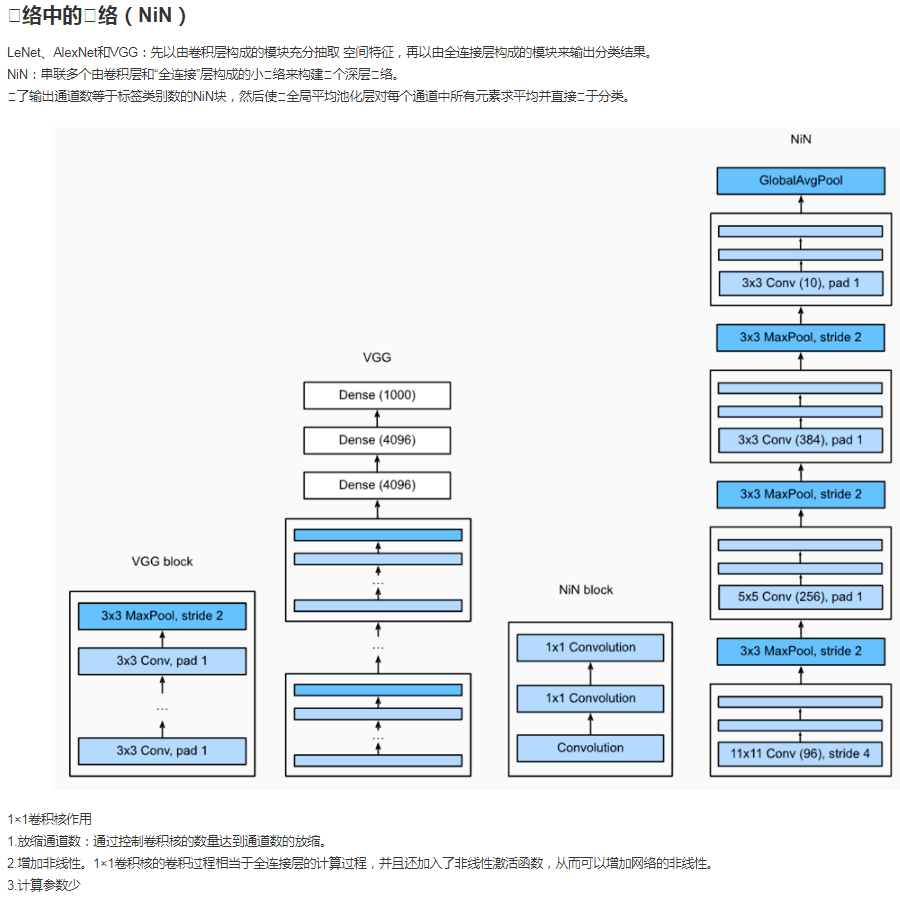 络中的络（NiN）
LeNet、AlexNet和VGG：先以由卷积层构成的模块充分抽取 空间特征，再以由全连接层构成的模块来输出分类结果。
NiN：串联多个由卷积层和“全连接”层构成的小络来构建个深层络。
了输出通道数等于标签类别数的NiN块，然后使全局平均池化层对每个通道中所有元素求平均并直接于分类。
NiN
GlobalAvgPool
3x3 Conv (10), pad 1
3x3 MaxPool, stride 2
3x3 Conv (384), pad 1
3x3 MaxPool, stride 2
5x5 Conv (256), pad 1
3x3 MaxPool, stride 2
11x11 Conv (96), stride 4
VGG
Dense (1000)
Dense (4096)
Dense (4096)
...
...
...
VGG block
3x3 MaxPool, stride 2
3x3 Conv, pad 1
...
3x3 Conv, pad 1
NiN block
1x1 Convolution
1x1 Convolution
Convolution
1×1卷积核作用
1.放缩通道数：通过控制卷积核的数量达到通道数的放缩。
2.增加非线性。1×1卷积核的卷积过程相当于全连接层的计算过程，并且还加入了非线性激活函数，从而可以增加网络的非线性。
3.计算参数少